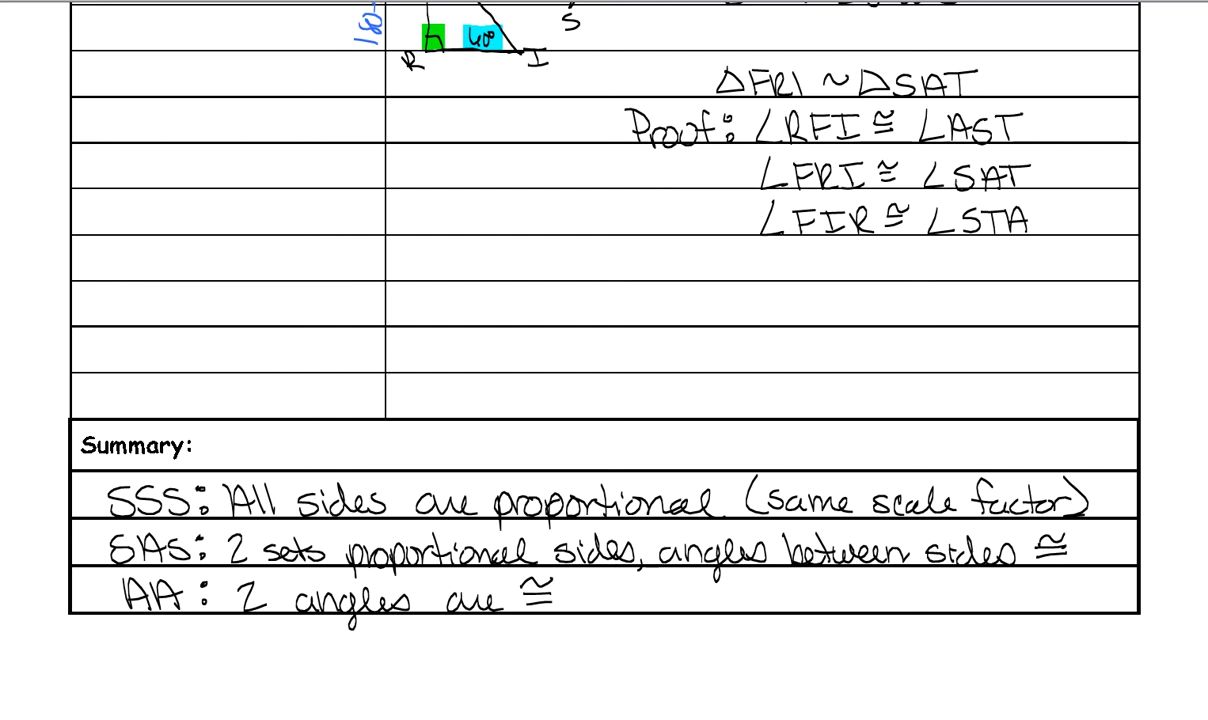 180-
S
40°
R I
△FRI ~ △SAT
Proof: ∠RFI ≅ ∠AST
∠FRI ≅ ∠SAT
∠FIR ≅ ∠STA
Summary:
SSS: All sides are proportional (same scale factor)
SAS: 2 sets proportional sides, angles between sides ≅
AA: 2 angles are ≅